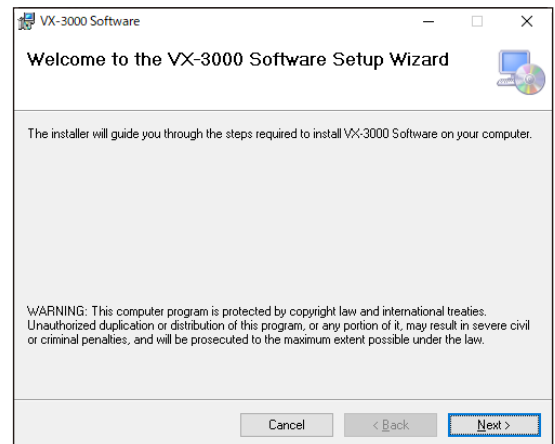 VX-3000 Software
Welcome to the VX-3000 Software Setup Wizard
The installer will guide you through the steps required to install VX-3000 Software on your computer.
WARNING: This computer program is protected by copyright law and international treaties.
Unauthorized duplication or distribution of this program, or any portion of it, may result in severe civil
or criminal penalties, and will be prosecuted to the maximum extent possible under the law.
Cancel
< Back
Next >